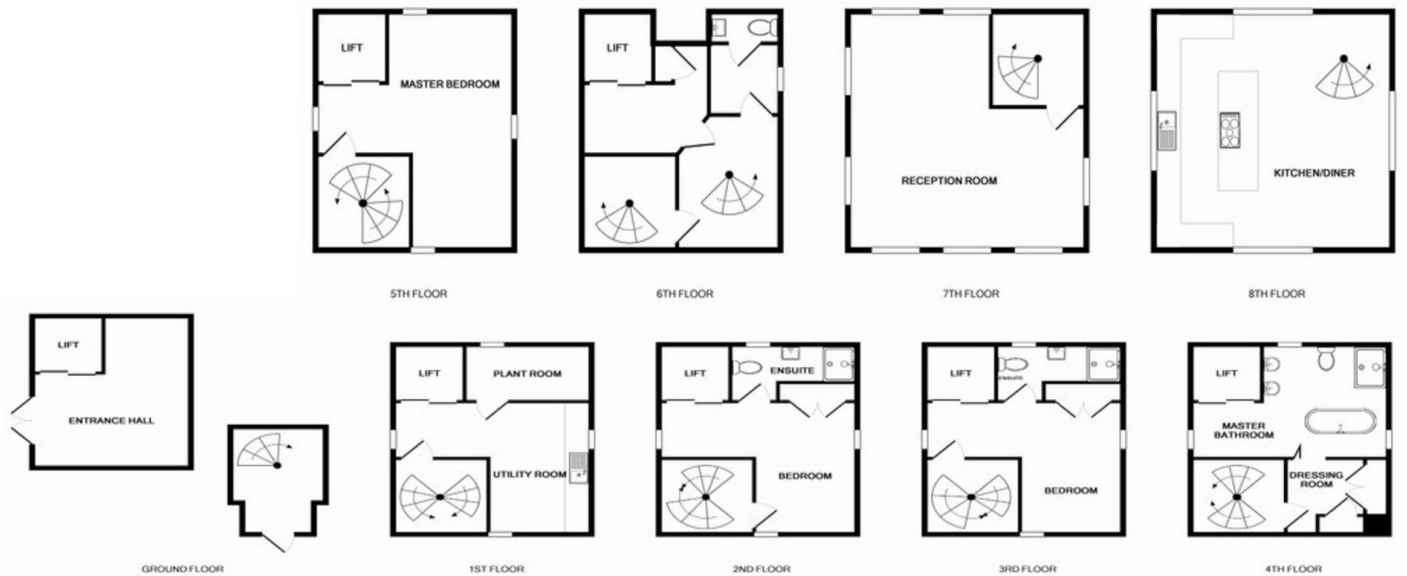 LIFT
MASTER BEDROOM
5TH FLOOR
LIFT
6TH FLOOR
RECEPTION ROOM
7TH FLOOR
KITCHEN/DINER
8TH FLOOR
LIFT
ENTRANCE HALL
GROUND FLOOR
LIFT
PLANT ROOM
UTILITY ROOM
1ST FLOOR
LIFT
ENSUITE
BEDROOM
2ND FLOOR
LIFT
ENSUITE
BEDROOM
3RD FLOOR
LIFT
MASTER
BATHROOM
DRESSING
ROOM
4TH FLOOR